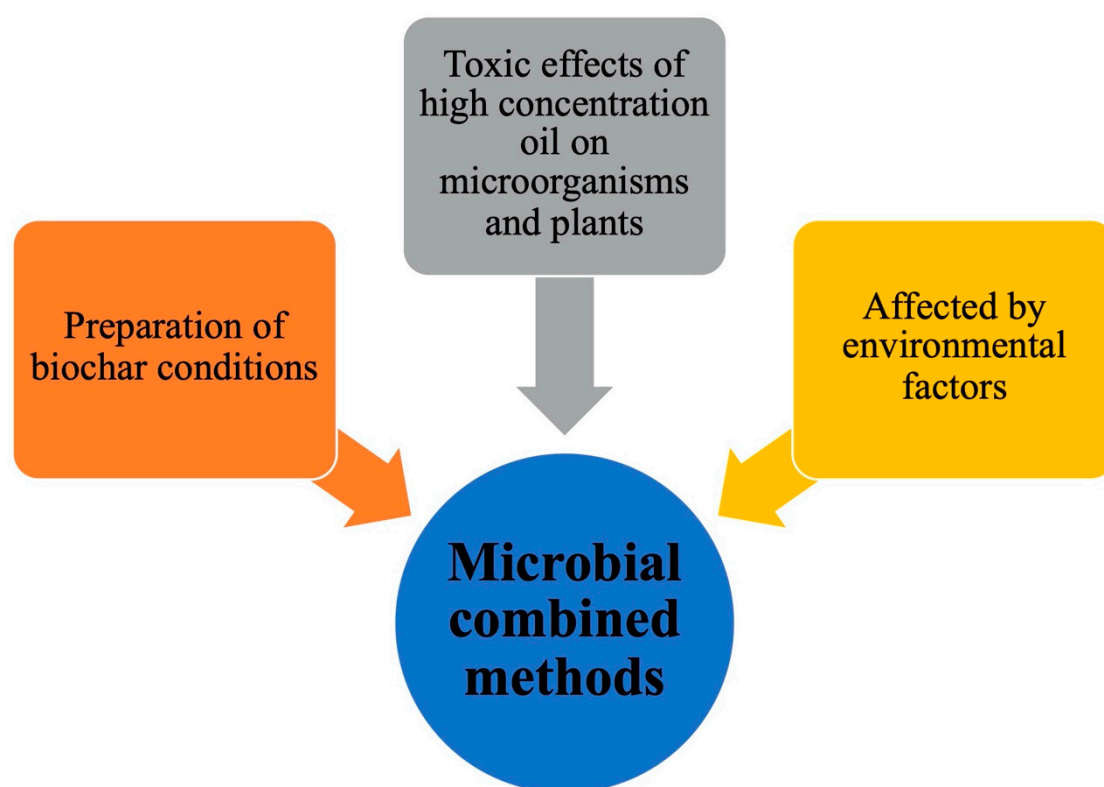 Toxic effects of
high concentration
oil on
microorganisms
and plants
Preparation of
biochar conditions
Affected by
environmental
factors
Microbial
combined
methods